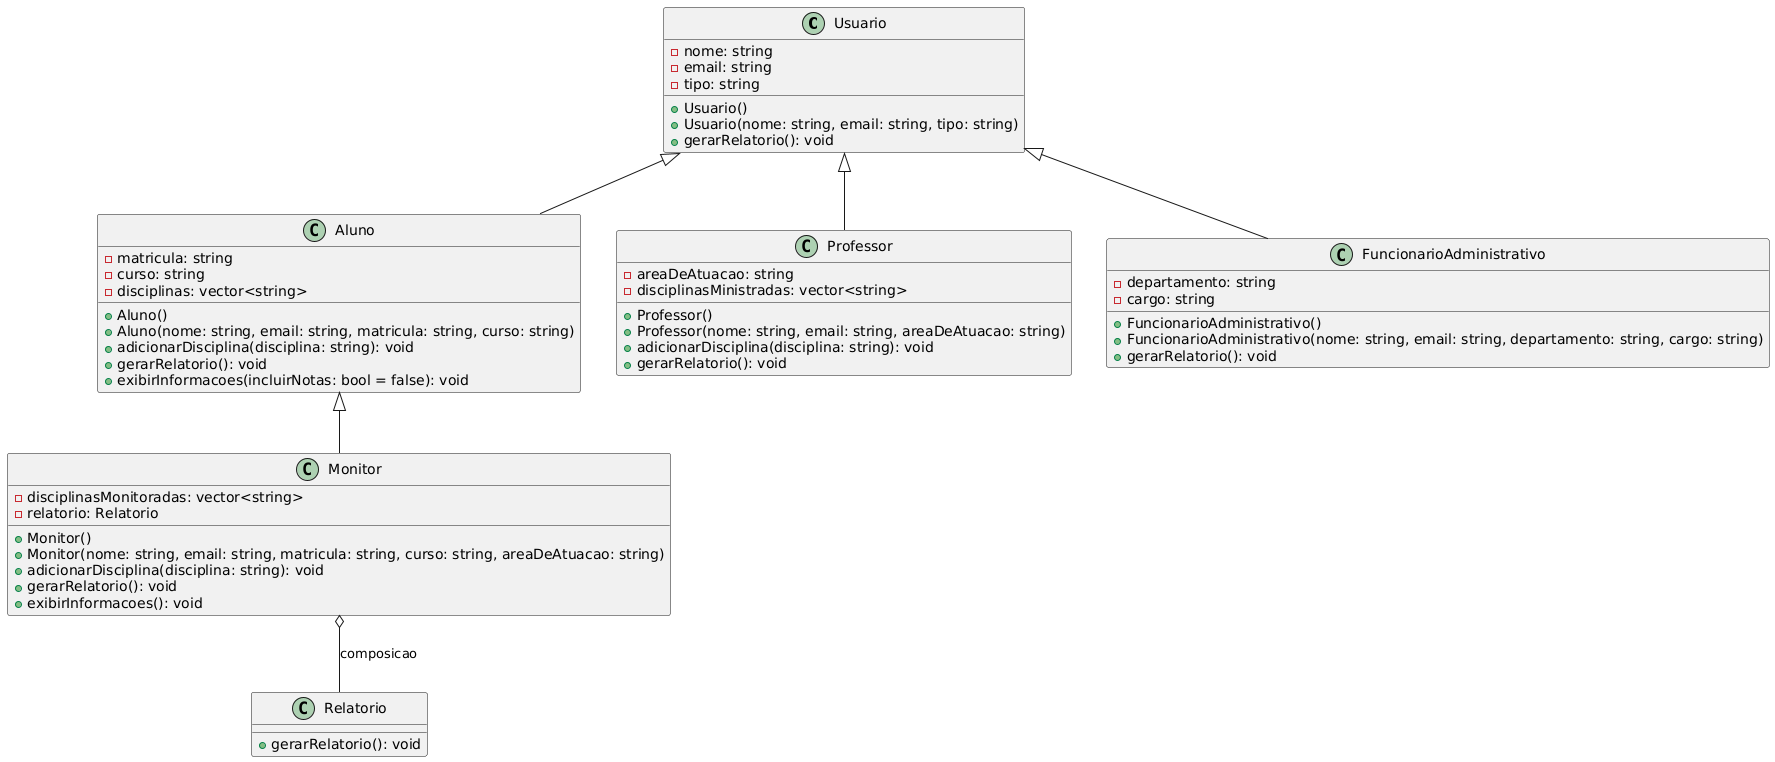 C Usuario
nome: string
email: string
tipo: string
Usuario()
Usuario(nome: string, email: string, tipo: string)
gerarRelatorio(): void
C Aluno
matricula: string
curso: string
disciplinas: vector<string>
Aluno()
Aluno(nome: string, email: string, matricula: string, curso: string)
adicionarDisciplina(disciplina: string): void
gerarRelatorio(): void
exibirInformacoes(incluirNotas: bool = false): void
C Professor
areaDeAtuacao: string
disciplinasMinistradas: vector<string>
Professor()
Professor(nome: string, email: string, areaDeAtuacao: string)
adicionarDisciplina(disciplina: string): void
gerarRelatorio(): void
C FuncionarioAdministrativo
departamento: string
cargo: string
FuncionarioAdministrativo()
FuncionarioAdministrativo(nome: string, email: string, departamento: string, cargo: string)
gerarRelatorio(): void
C Monitor
disciplinasMonitoradas: vector<string>
relatorio: Relatorio
Monitor()
Monitor(nome: string, email: string, matricula: string, curso: string, areaDeAtuacao: string)
adicionarDisciplina(disciplina: string): void
gerarRelatorio(): void
exibirInformacoes(): void
composicao
C Relatorio
gerarRelatorio(): void